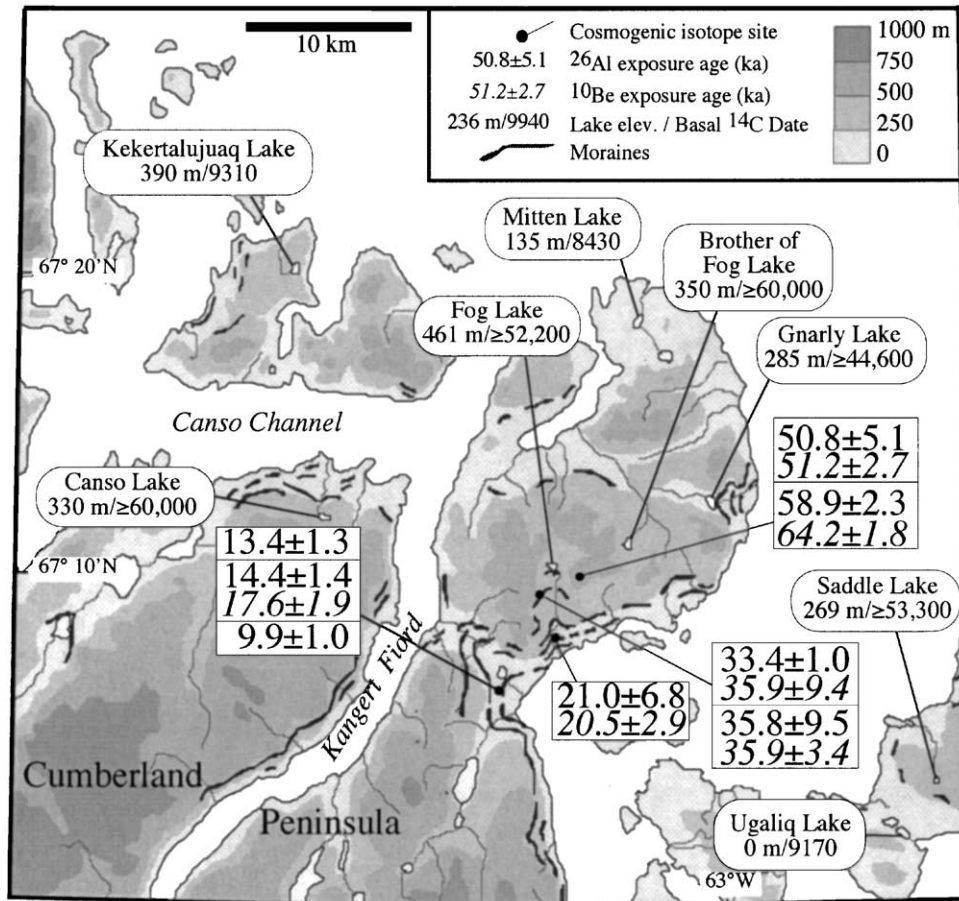 10 km
Cosmogenic isotope site
50.8±5.1 ²⁶Al exposure age (ka)
51.2±2.7 ¹⁰Be exposure age (ka)
236 m/9940 Lake elev. / Basal ¹⁴C Date
Moraines
1000 m
750
500
250
0
Kekertalujuaq Lake
390 m/9310
Mitten Lake
135 m/8430
Brother of
Fog Lake
350 m/≥60,000
67° 20'N
Fog Lake
461 m/≥52,200
Gnarly Lake
285 m/≥44,600
Canso Channel
50.8±5.1
51.2±2.7
58.9±2.3
64.2±1.8
Canso Lake
330 m/≥60,000
13.4±1.3
14.4±1.4
17.6±1.9
9.9±1.0
67° 10'N
Saddle Lake
269 m/≥53,300
Kangert Fiord
21.0±6.8
20.5±2.9
33.4±1.0
35.9±9.4
35.8±9.5
35.9±3.4
Cumberland
Peninsula
Ugaliq Lake
0 m/9170
63°W